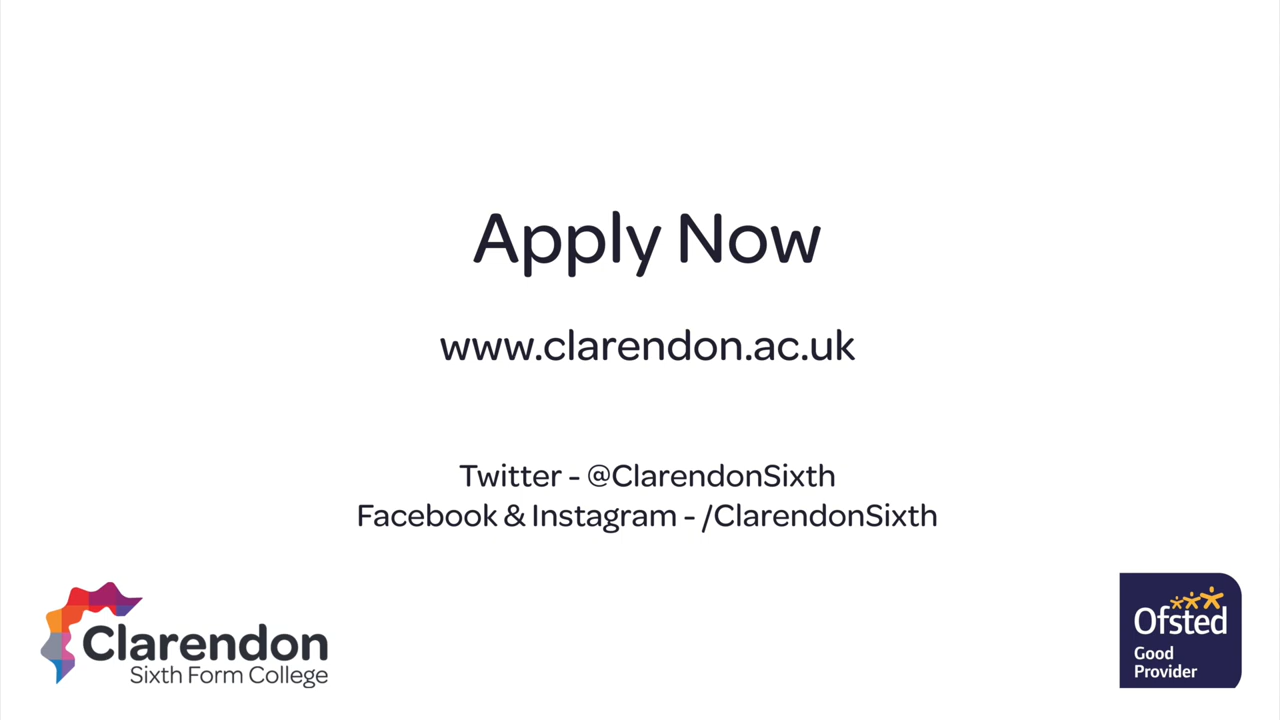 Apply Now
www.clarendon.ac.uk
Twitter - @ClarendonSixth
Facebook & Instagram - /ClarendonSixth
Clarendon
Sixth Form College
Ofsted
Good
Provider